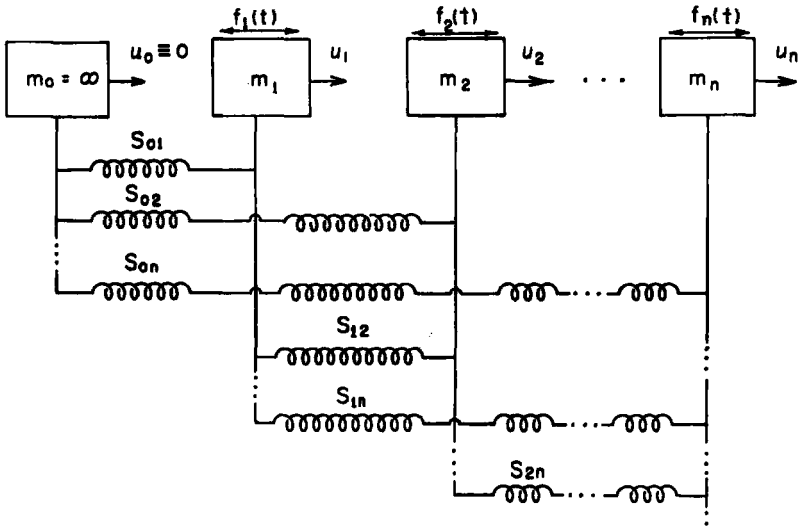 f₁(t) f₂(t) fₙ(t)
m₀ = ∞ u₀ ≡ 0 m₁ u₁ m₂ u₂ . . . mₙ uₙ
S₀₁
S₀₂
S₀ₙ
S₁₂
S₁ₙ
S₂ₙ